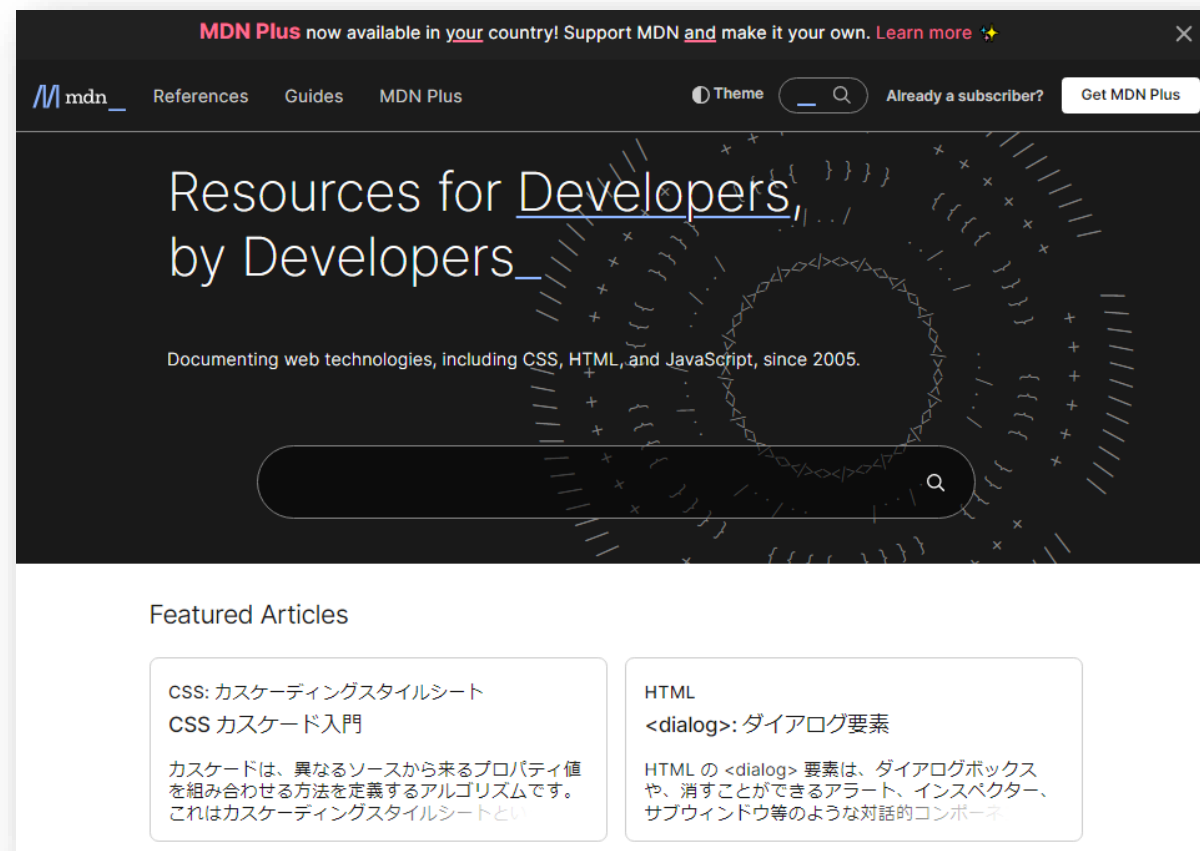 MDN Plus now available in your country! Support MDN and make it your own. Learn more ✨
mdn_ References Guides MDN Plus Theme Already a subscriber? Get MDN Plus
Resources for Developers,
by Developers_
Documenting web technologies, including CSS, HTML, and JavaScript, since 2005.
Featured Articles
CSS: カスケーディングスタイルシート
CSS カスケード入門
カスケードは、異なるソースから来るプロパティ値
を組み合わせる方法を定義するアルゴリズムです。
これはカスケーディングスタイルシートとい
HTML
<dialog>: ダイアログ要素
HTML の <dialog> 要素は、ダイアログボックス
や、消すことができるアラート、インスペクター、
サブウィンドウ等のような対話的コンポーネ